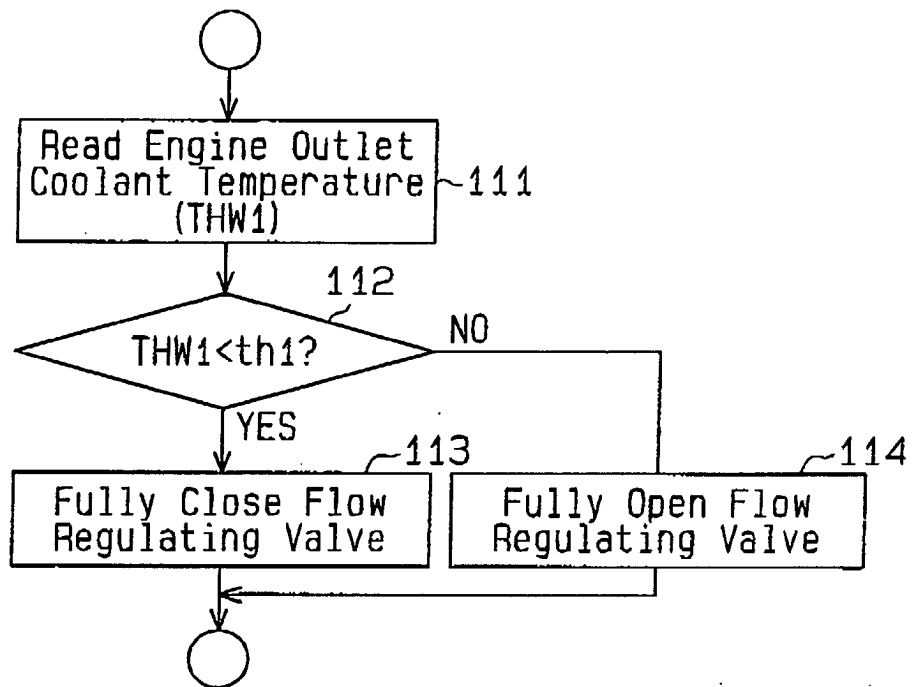 Read Engine Outlet
Coolant Temperature
(THW1)
111
112
THW1<th1?
NO
YES
113
Fully Close Flow
Regulating Valve
114
Fully Open Flow
Regulating Valve